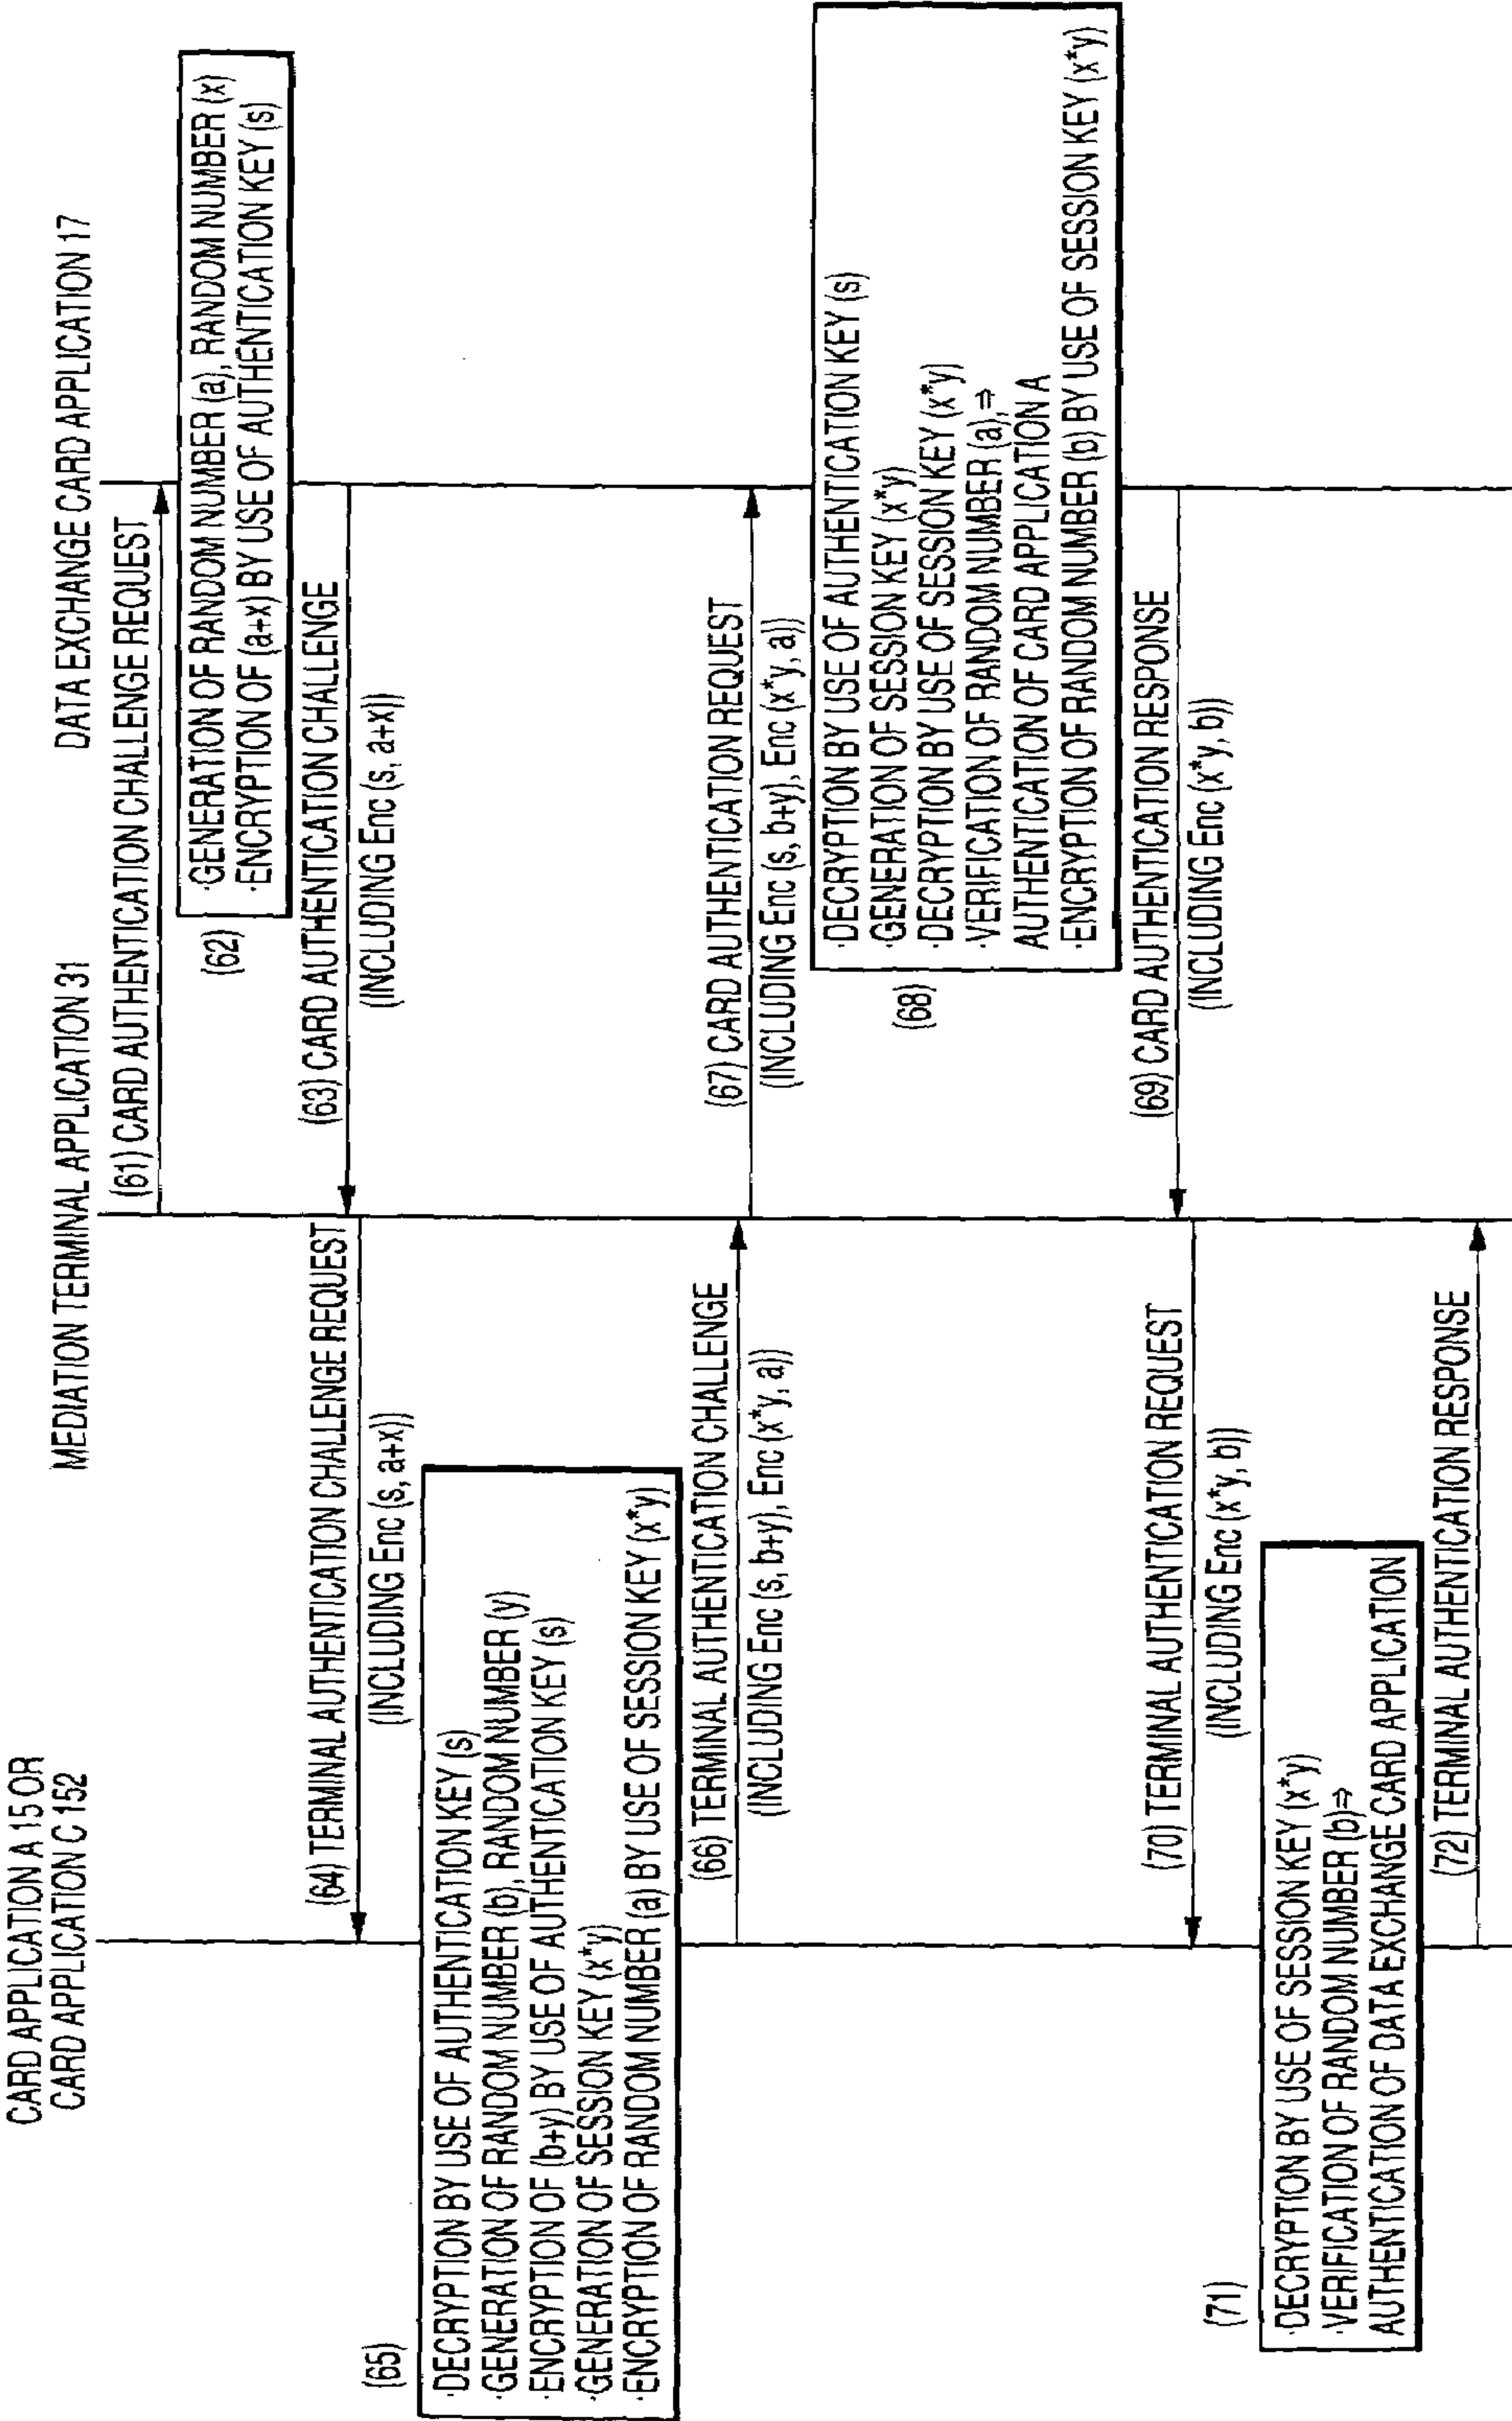 CARD APPLICATION A 15 OR
CARD APPLICATION C 152
MEDIATION TERMINAL APPLICATION 31
DATA EXCHANGE CARD APPLICATION 17
(61) CARD AUTHENTICATION CHALLENGE REQUEST
(62)
·GENERATION OF RANDOM NUMBER (a), RANDOM NUMBER (x)
·ENCRYPTION OF (a+x) BY USE OF AUTHENTICATION KEY (s)
(63) CARD AUTHENTICATION CHALLENGE
(INCLUDING Enc (s, a+x))
(64) TERMINAL AUTHENTICATION CHALLENGE REQUEST
(INCLUDING Enc (s, a+x))
(65)
·DECRYPTION BY USE OF AUTHENTICATION KEY (s)
·GENERATION OF RANDOM NUMBER (b), RANDOM NUMBER (y)
·ENCRYPTION OF (b+y) BY USE OF AUTHENTICATION KEY (s)
·GENERATION OF SESSION KEY (x*y)
·ENCRYPTION OF RANDOM NUMBER (a) BY USE OF SESSION KEY (x*y)
(66) TERMINAL AUTHENTICATION CHALLENGE
(INCLUDING Enc (s, b+y), Enc (x*y, a))
(67) CARD AUTHENTICATION REQUEST
(INCLUDING Enc (s, b+y), Enc (x*y, a))
(68)
·DECRYPTION BY USE OF AUTHENTICATION KEY (s)
·GENERATION OF SESSION KEY (x*y)
·DECRYPTION BY USE OF SESSION KEY (x*y)
·VERIFICATION OF RANDOM NUMBER (a), ⇒
AUTHENTICATION OF CARD APPLICATION A
·ENCRYPTION OF RANDOM NUMBER (b) BY USE OF SESSION KEY (x*y)
(69) CARD AUTHENTICATION RESPONSE
(INCLUDING Enc (x*y, b))
(70) TERMINAL AUTHENTICATION REQUEST
(INCLUDING Enc (x*y, b))
(71)
·DECRYPTION BY USE OF SESSION KEY (x*y)
·VERIFICATION OF RANDOM NUMBER (b)⇒
AUTHENTICATION OF DATA EXCHANGE CARD APPLICATION
(72) TERMINAL AUTHENTICATION RESPONSE